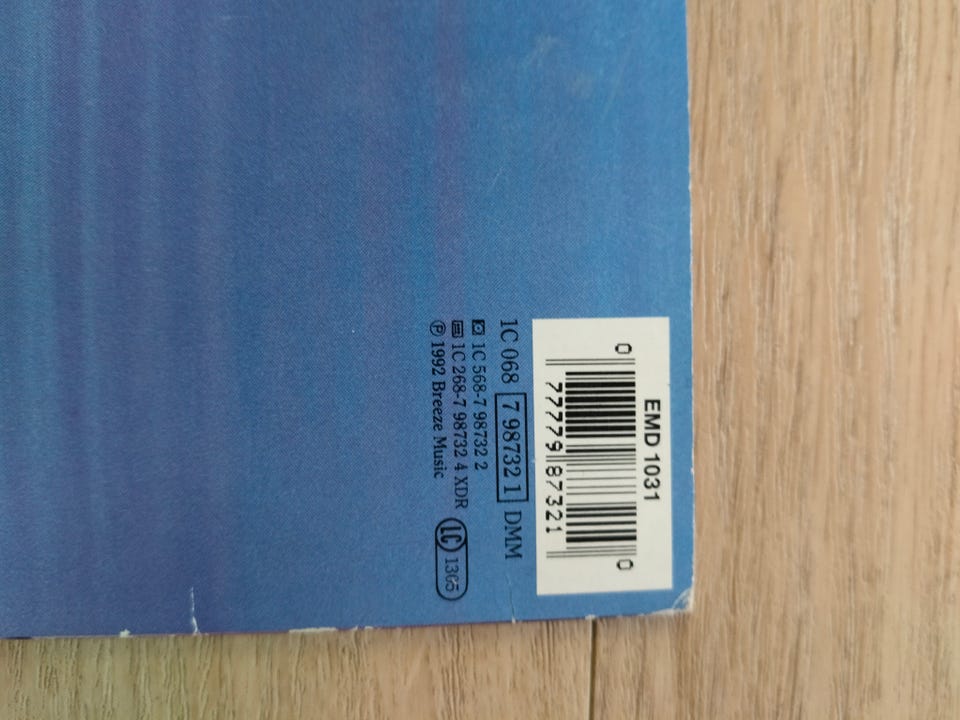 EMD 1031
0 77779 87321 0
1C 068 7 98732 1 DMM
1C 568-7 98732 2
1C 268-7 98732 4 XDR
Ⓟ 1992 Breeze Music LC 1365